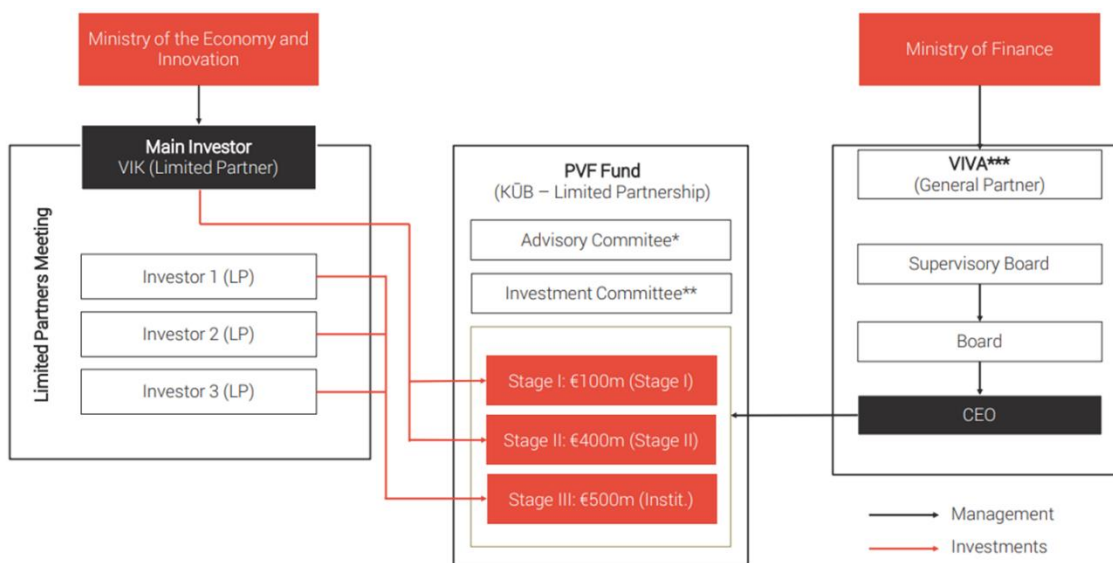 Ministry of the Economy and
Innovation
Ministry of Finance
Main Investor
VIK (Limited Partner)
Limited Partners Meeting
Investor 1 (LP)
Investor 2 (LP)
Investor 3 (LP)
PVF Fund
(KŪB – Limited Partnership)
Advisory Commitee*
Investment Committee**
Stage I: €100m (Stage I)
Stage II: €400m (Stage II)
Stage III: €500m (Instit.)
VIVA***
(General Partner)
Supervisory Board
Board
CEO
Management
Investments